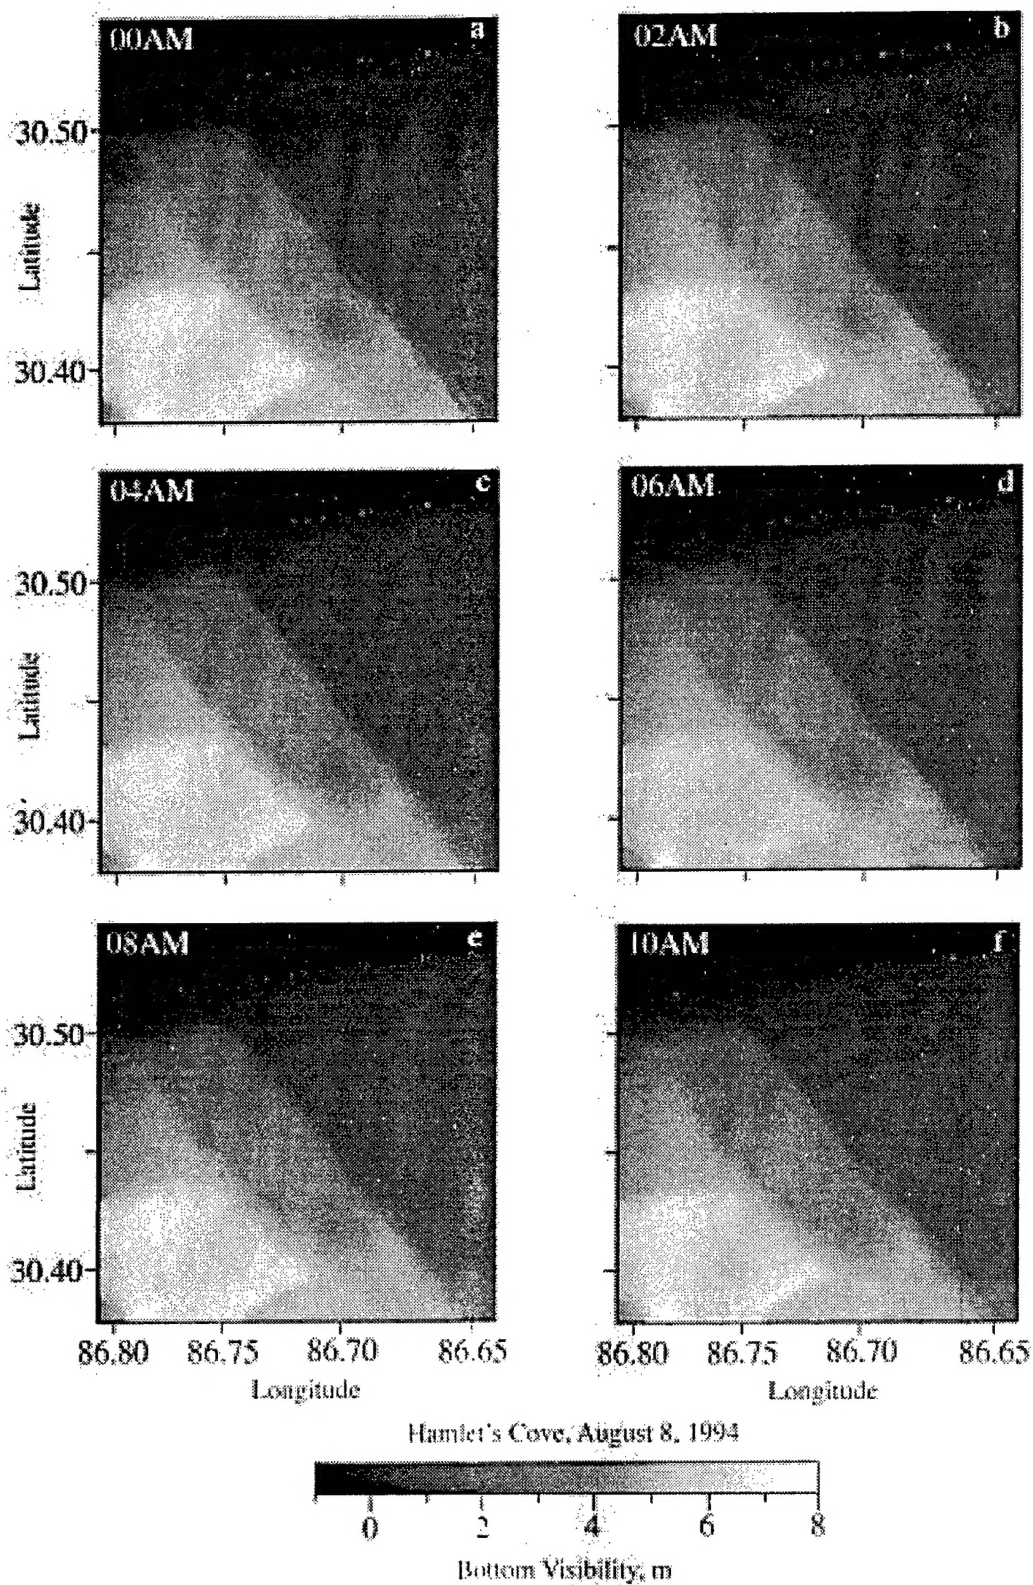 00AM a 02AM b
30.50
Latitude
30.40
04AM c 06AM d
30.50
Latitude
30.40
08AM e 10AM f
30.50
Latitude
30.40
86.80 86.75 86.70 86.65 86.80 86.75 86.70 86.65
Longitude Longitude
Hamlet's Cove, August 8, 1994
0 2 4 6 8
Bottom Visibility, m